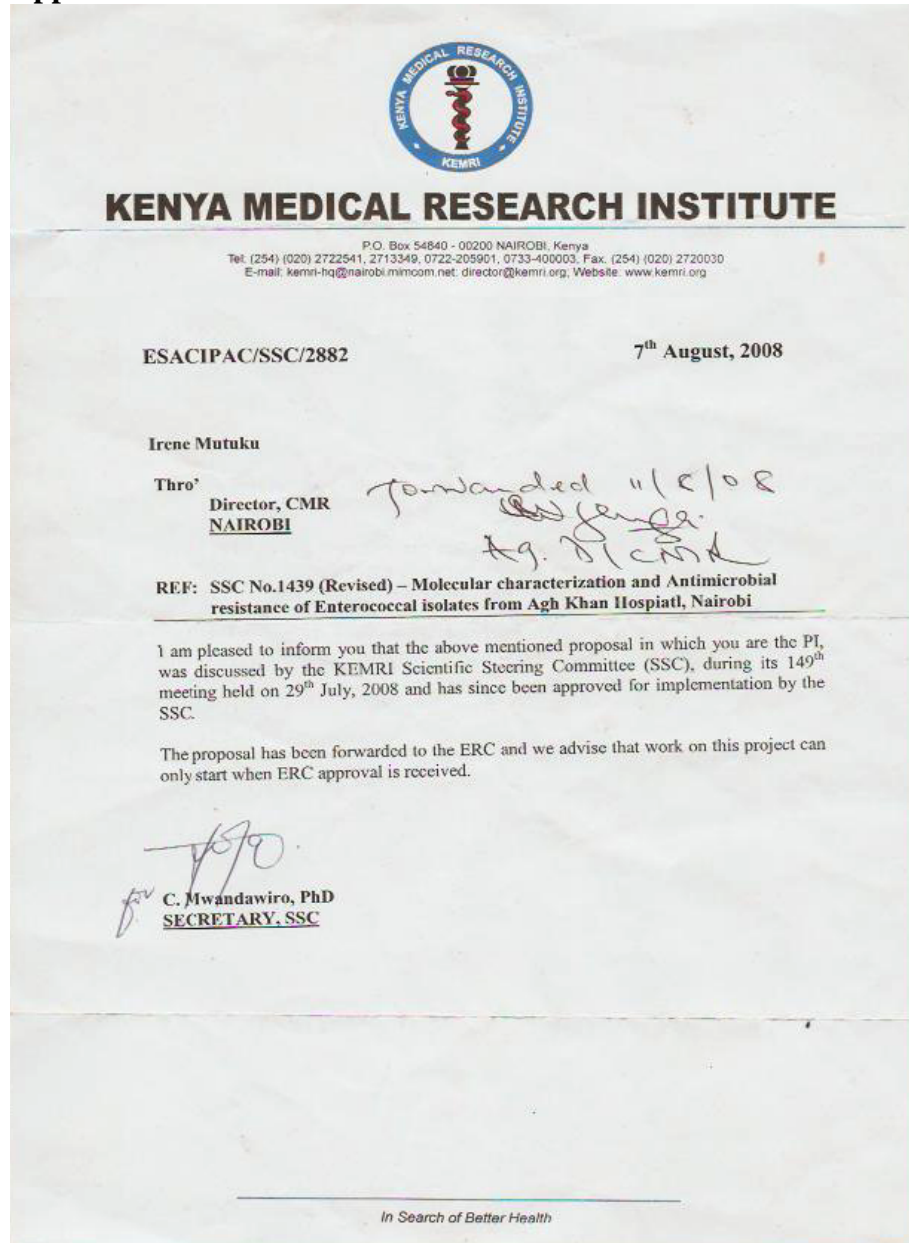 KENYA MEDICAL RESEARCH INSTITUTE
KEMRI
KENYA MEDICAL RESEARCH INSTITUTE
P.O. Box 54840 - 00200 NAIROBI, Kenya
Tel: (254) (020) 2722541, 2713349, 0722-205901, 0733-400003, Fax: (254) (020) 2720030
E-mail: kemri-hq@nairobi.mimcom.net: director@kemri.org; Website: www.kemri.org
ESACIPAC/SSC/2882 7th August, 2008
Irene Mutuku
Thro'
Director, CMR
NAIROBI
Forwarded 11/8/08
Ag. D/CMR
REF: SSC No.1439 (Revised) – Molecular characterization and Antimicrobial
resistance of Enterococcal isolates from Agh Khan Hospiatl, Nairobi
I am pleased to inform you that the above mentioned proposal in which you are the PI,
was discussed by the KEMRI Scientific Steering Committee (SSC), during its 149th
meeting held on 29th July, 2008 and has since been approved for implementation by the
SSC.
The proposal has been forwarded to the ERC and we advise that work on this project can
only start when ERC approval is received.
for C. Mwandawiro, PhD
SECRETARY, SSC
In Search of Better Health